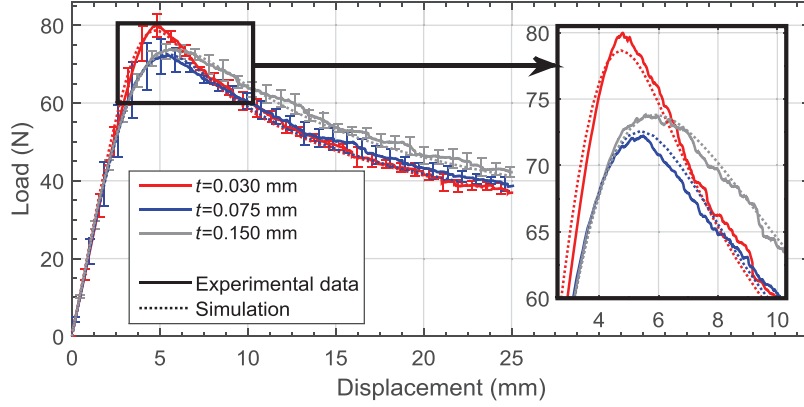 Load (N)
80
60
40
20
0
0
5
10
15
20
25
Displacement (mm)
t=0.030 mm
t=0.075 mm
t=0.150 mm
Experimental data
Simulation
80
75
70
65
60
4
6
8
10